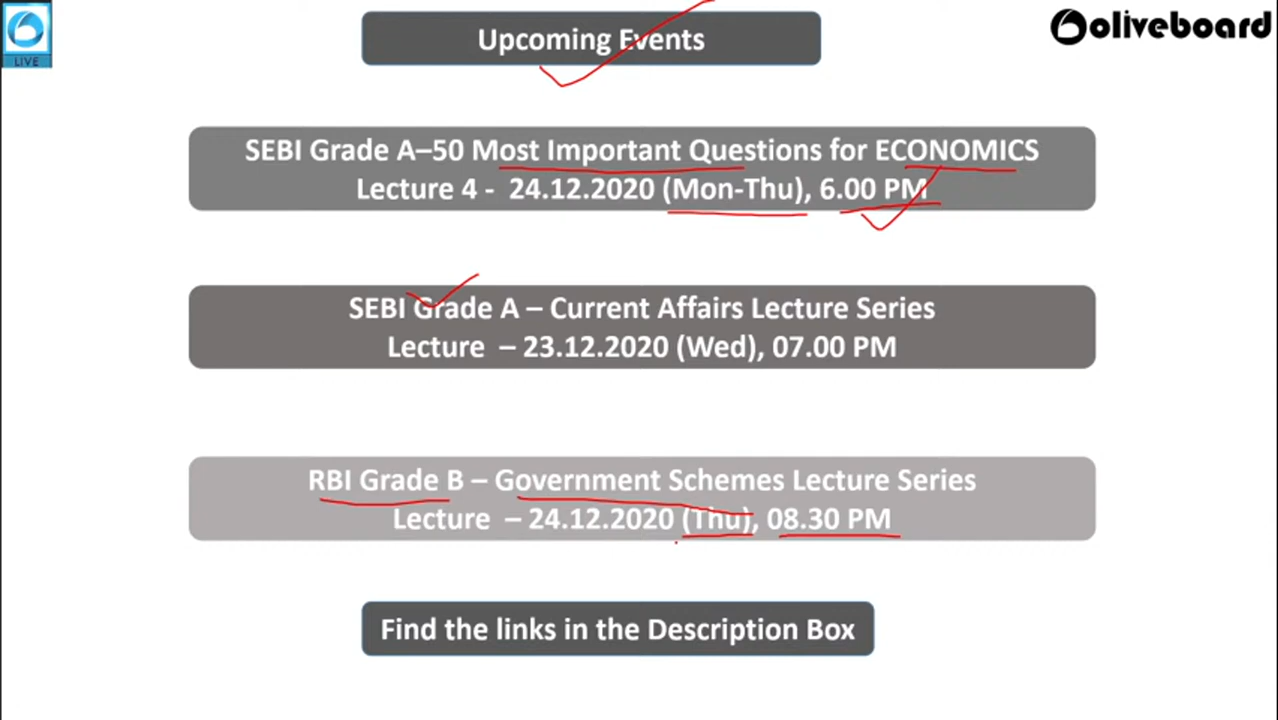 LIVE
Upcoming Events
oliveboard
SEBI Grade A–50 Most Important Questions for ECONOMICS
Lecture 4 - 24.12.2020 (Mon-Thu), 6.00 PM
SEBI Grade A – Current Affairs Lecture Series
Lecture – 23.12.2020 (Wed), 07.00 PM
RBI Grade B – Government Schemes Lecture Series
Lecture – 24.12.2020 (Thu), 08.30 PM
Find the links in the Description Box